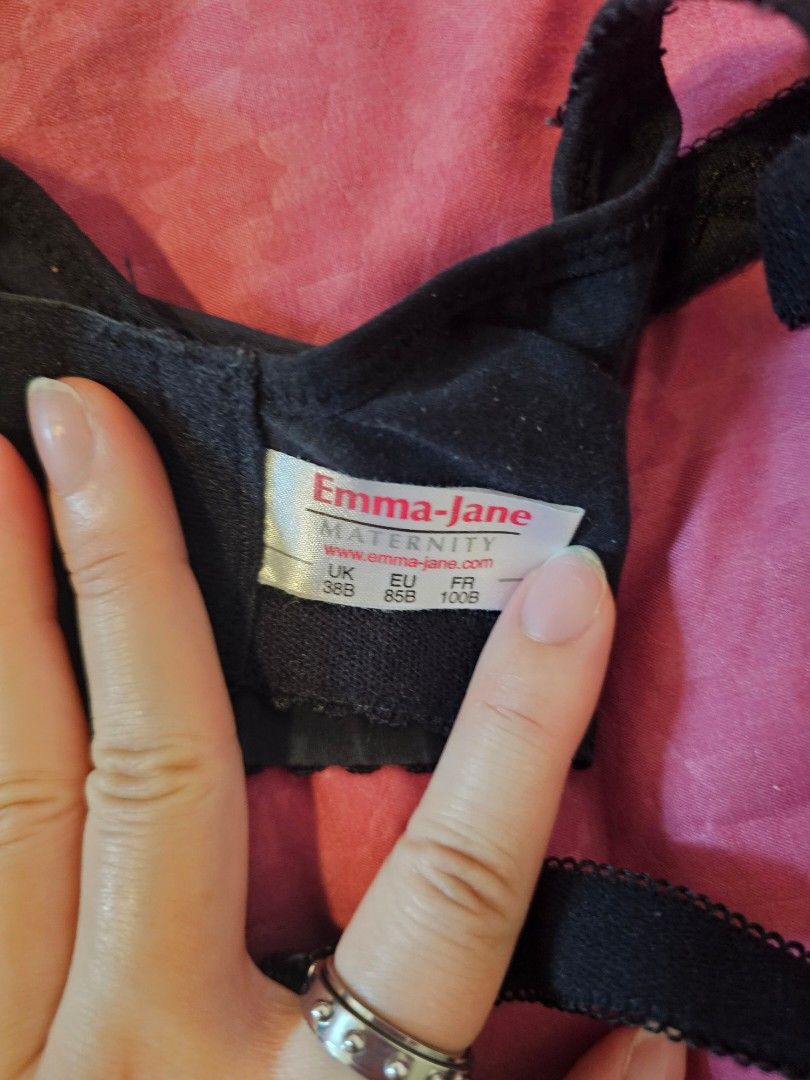 Emma-Jane
MATERNITY
www.emma-jane.com
UK EU FR
38B 85B 100B